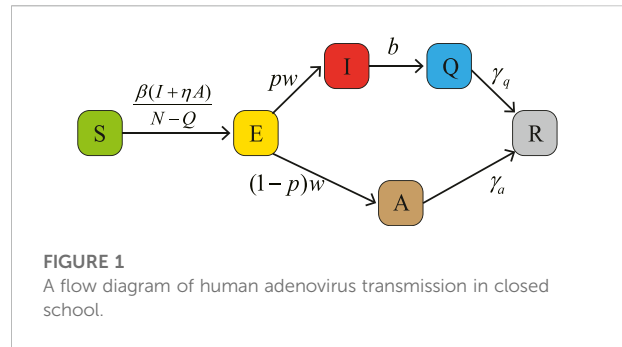 β(I+ηA)
N−Q
S
E
pw
I
b
Q
γq
R
(1−p)w
A
γa
FIGURE 1
A flow diagram of human adenovirus transmission in closed
school.